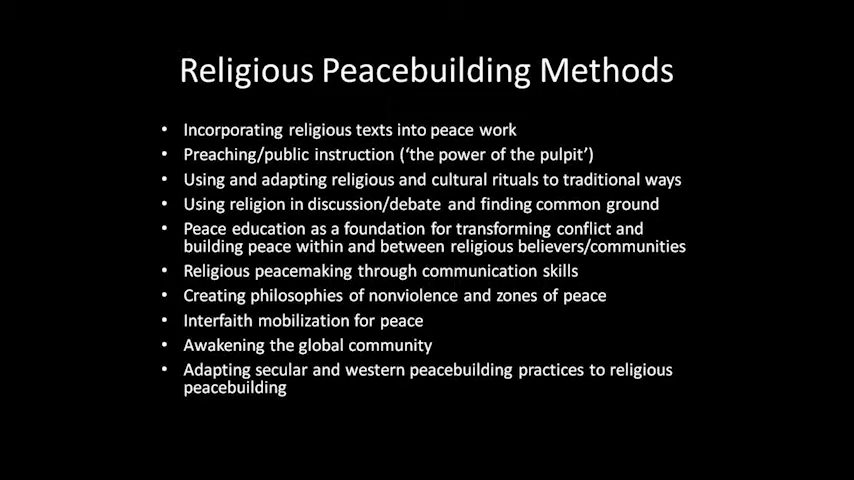 Religious Peacebuilding Methods
• Incorporating religious texts into peace work
• Preaching/public instruction (‘the power of the pulpit’)
• Using and adapting religious and cultural rituals to traditional ways
• Using religion in discussion/debate and finding common ground
• Peace education as a foundation for transforming conflict and
building peace within and between religious believers/communities
• Religious peacemaking through communication skills
• Creating philosophies of nonviolence and zones of peace
• Interfaith mobilization for peace
• Awakening the global community
• Adapting secular and western peacebuilding practices to religious
peacebuilding